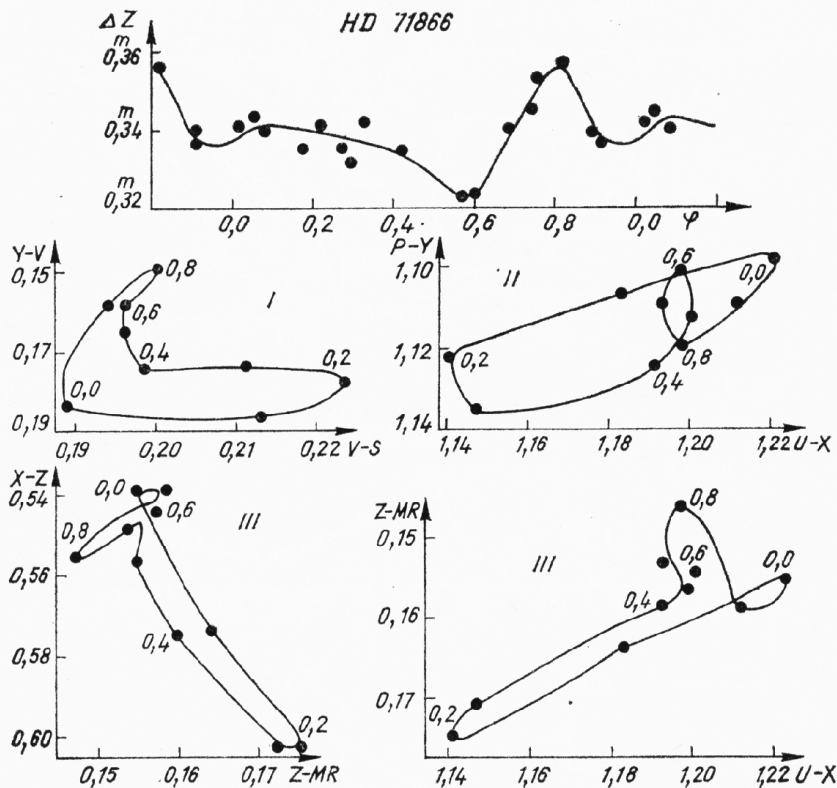 HD 71866
ΔZ
m
0,36
m
0,34
m
0,32
0,0 0,2 0,4 0,6 0,8 0,0 φ
Y-V
0,15
0,17
0,19
I
0,8
0,6
0,4
0,2
0,0
0,19 0,20 0,21 0,22 V-S
P-Y
1,10
1,12
1,14
II
0,6
0,0
0,2
0,8
0,4
1,14 1,16 1,18 1,20 1,22 U-X
X-Z
0,54
0,56
0,58
0,60
III
0,0
0,6
0,8
0,4
0,2
0,15 0,16 0,17 Z-MR
Z-MR
0,15
0,16
0,17
III
0,8
0,6
0,0
0,4
0,2
1,14 1,16 1,18 1,20 1,22 U-X